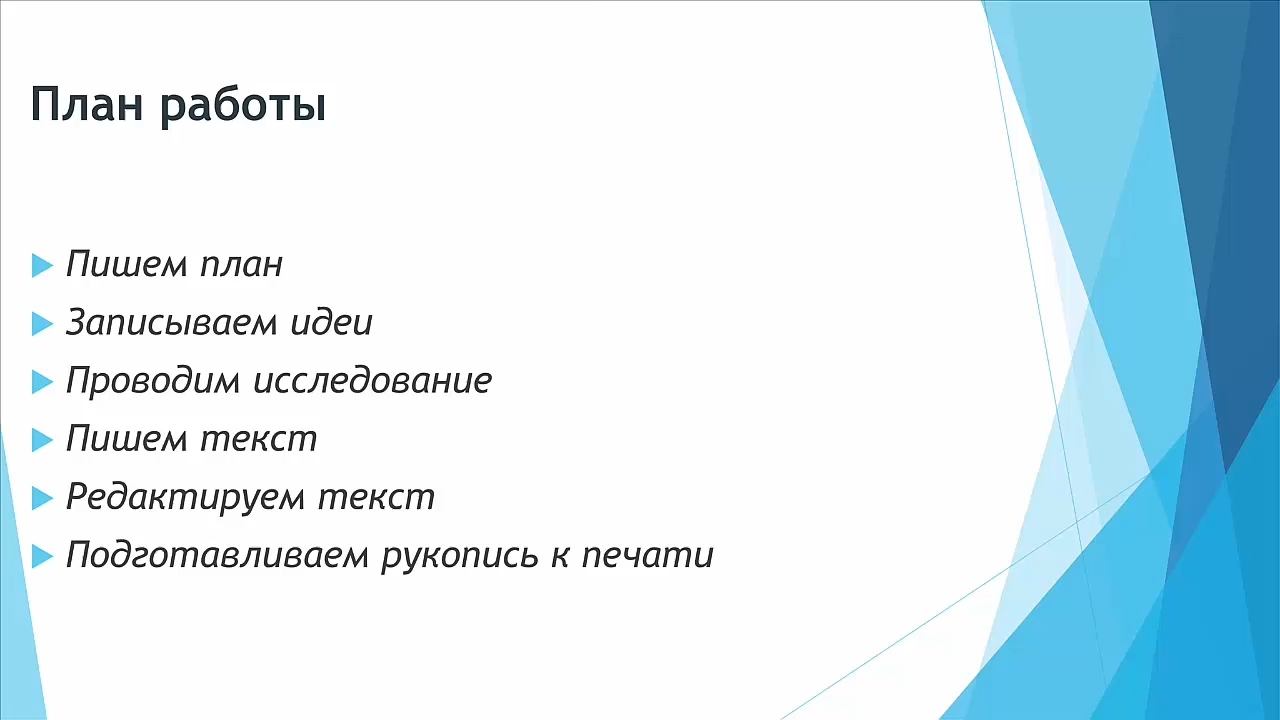 План работы
Пишем план
Записываем идеи
Проводим исследование
Пишем текст
Редактируем текст
Подготавливаем рукопись к печати